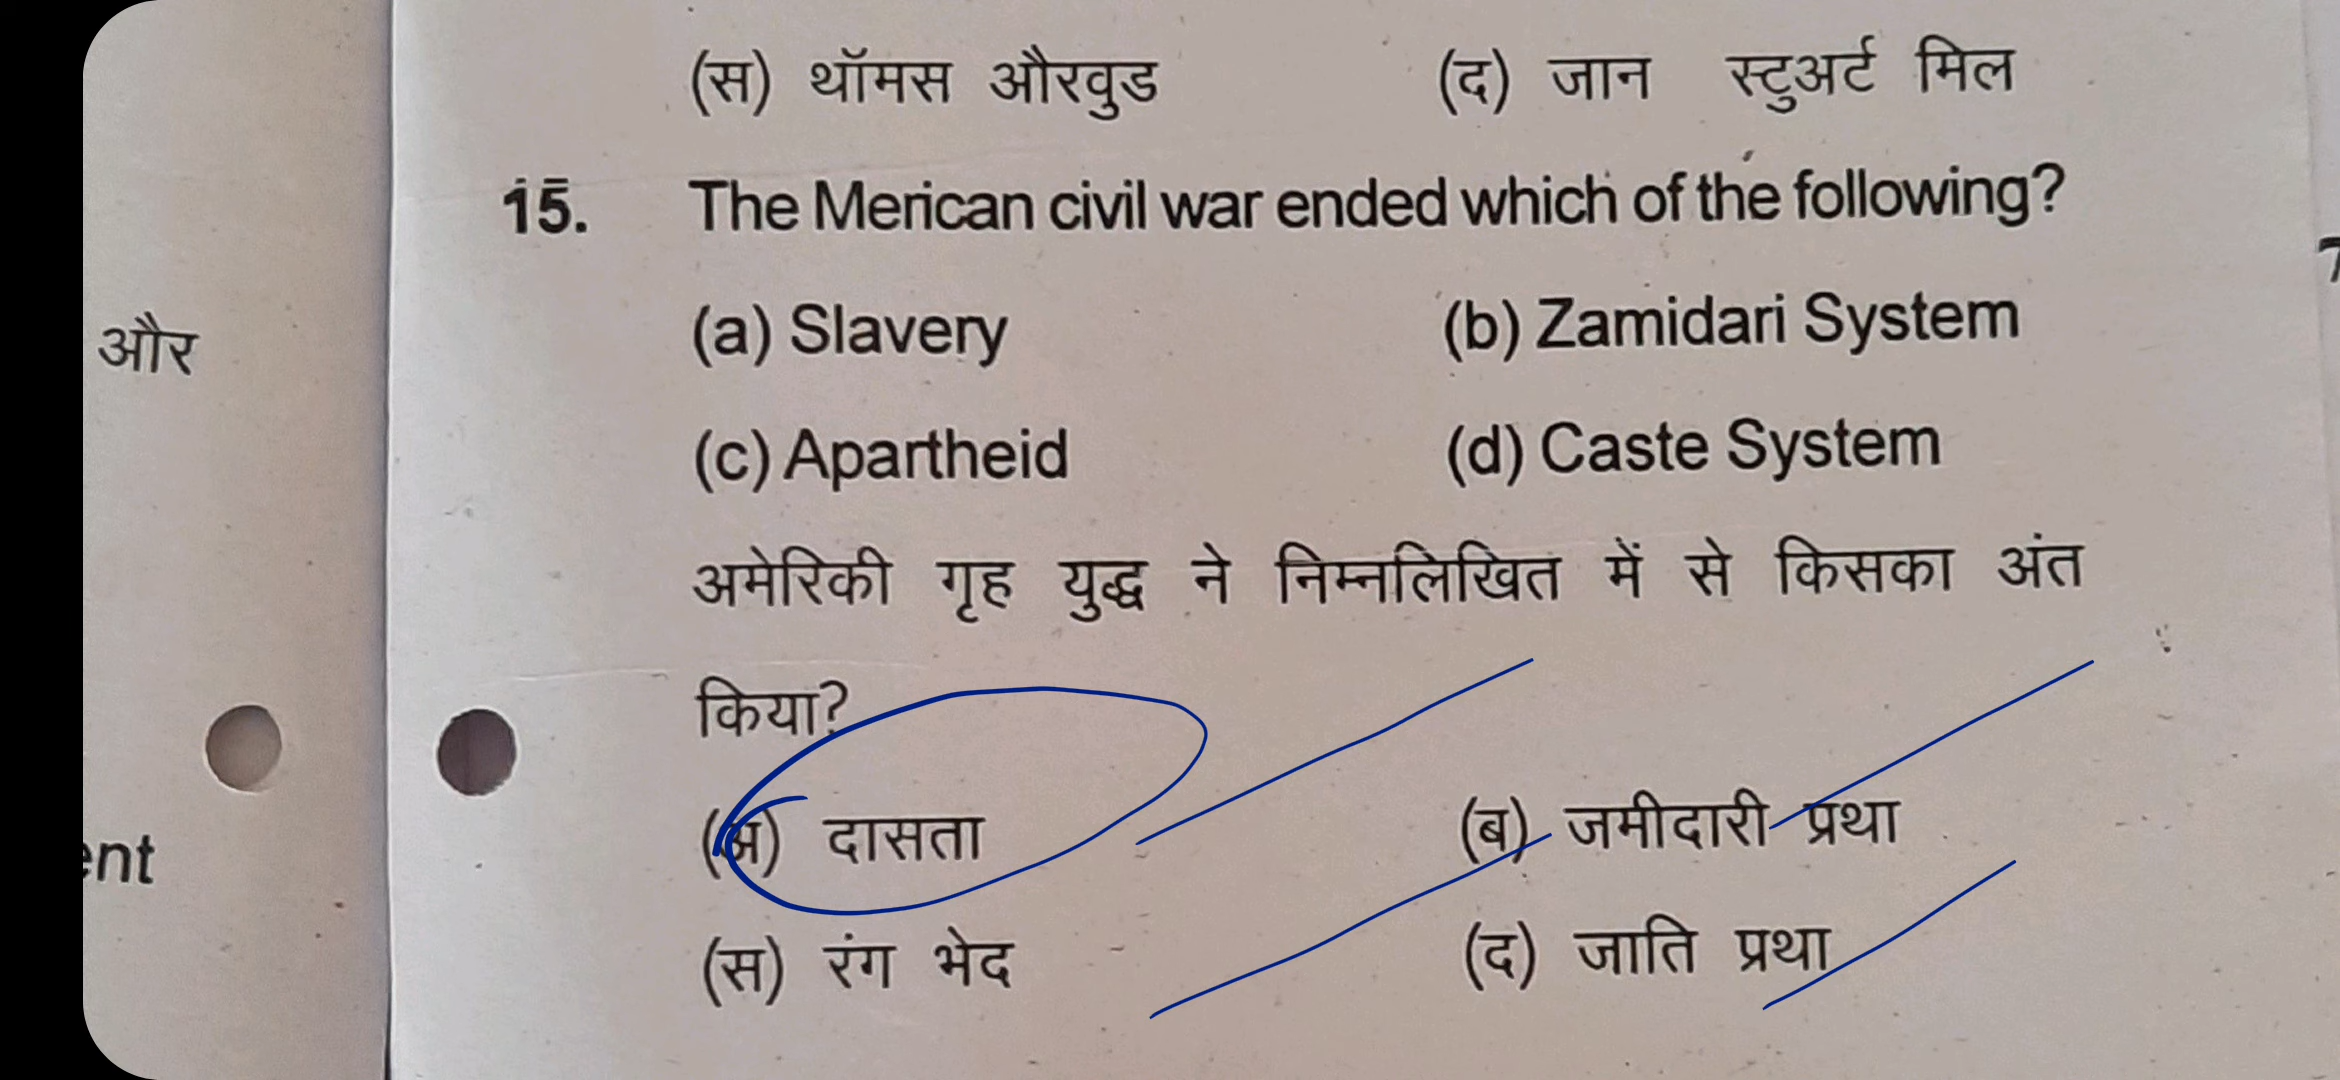 (स) थॉमस औरवुड (द) जान स्टुअर्ट मिल
15. The Merican civil war ended which of the following?
(a) Slavery (b) Zamidari System
(c) Apartheid (d) Caste System
अमेरिकी गृह युद्ध ने निम्नलिखित में से किसका अंत
किया?
(अ) दासता (ब) जमीदारी प्रथा
(स) रंग भेद (द) जाति प्रथा
और
ent